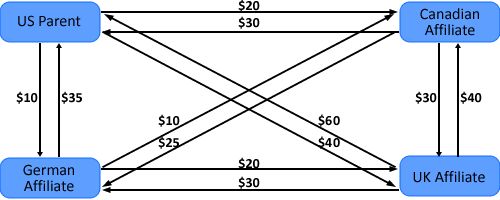 $20
US Parent
Canadian
Affiliate
$30
$10
$35
$10
$60
$30
$40
$25
$40
German
Affiliate
$20
UK Affiliate
$30